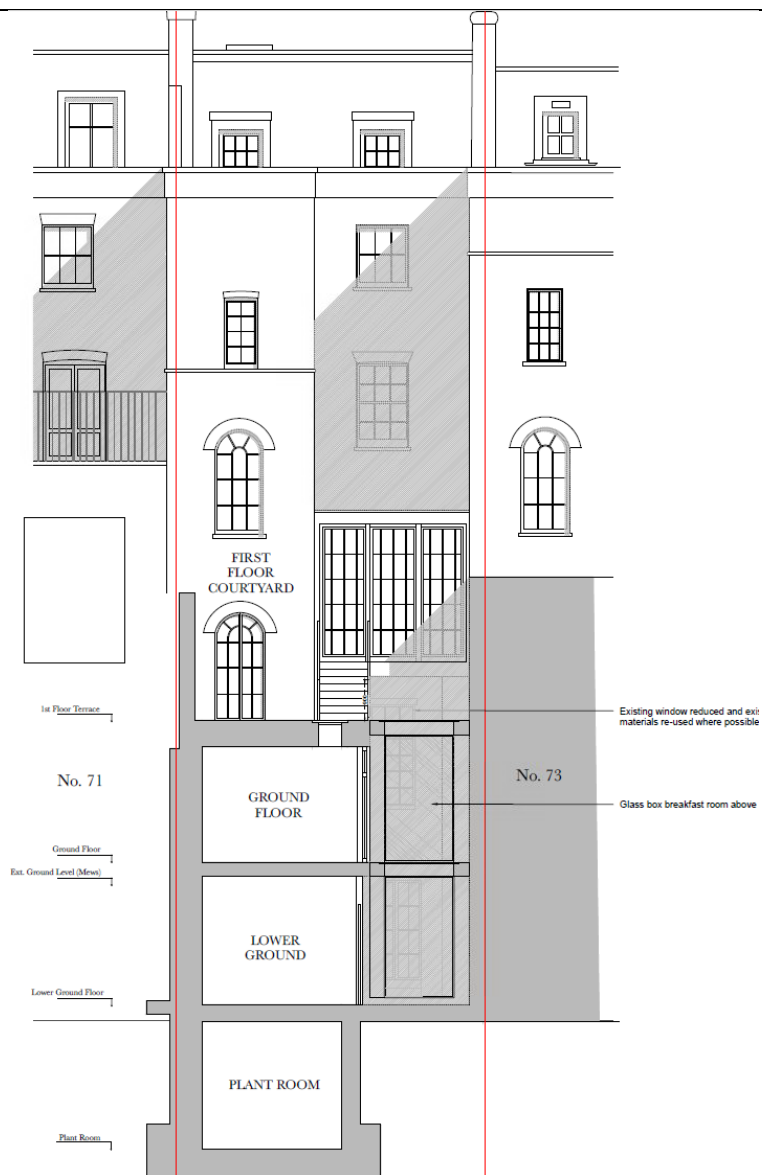 FIRST
FLOOR
COURTYARD
1st Floor Terrace
Existing window reduced and exis
materials re-used where possible
No. 71
GROUND
FLOOR
No. 73
Glass box breakfast room above
Ground Floor
Ext. Ground Level (Mews)
LOWER
GROUND
Lower Ground Floor
PLANT ROOM
Plant Room